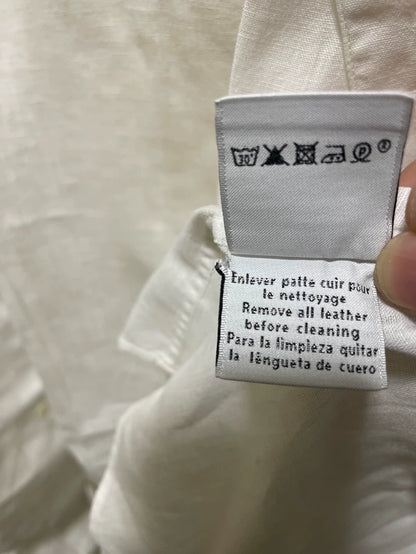 30°
P ®
Enlever patte cuir pour
le nettoyage
Remove all leather
before cleaning
Para la limpieza quitar
la lêngueta de cuero